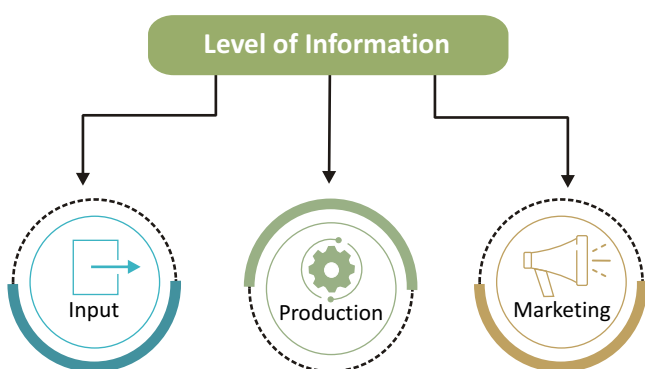 Level of Information
Input
Production
Marketing